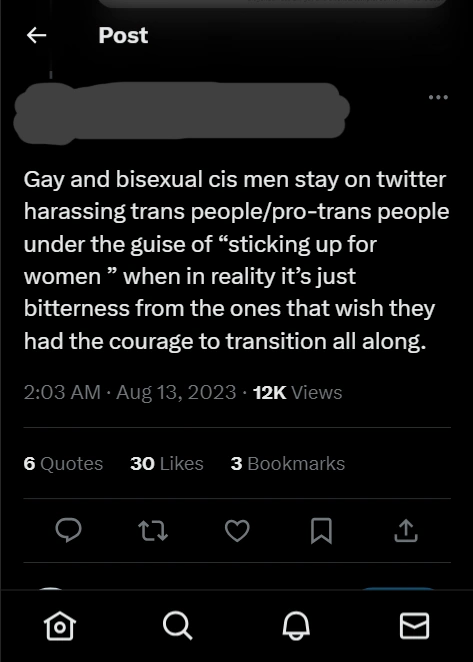 Post
Gay and bisexual cis men stay on twitter
harassing trans people/pro-trans people
under the guise of “sticking up for
women ” when in reality it’s just
bitterness from the ones that wish they
had the courage to transition all along.
2:03 AM · Aug 13, 2023 · 12K Views
6 Quotes 30 Likes 3 Bookmarks